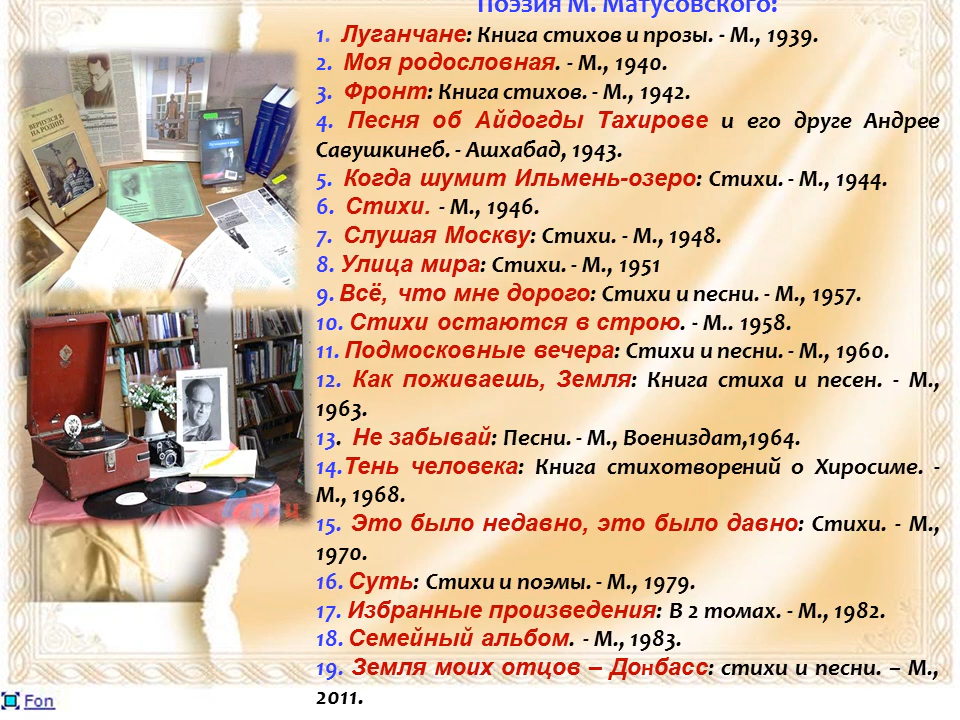 Поэзия М. Матусовского:
1. Луганчане: Книга стихов и прозы. - М., 1939.
2. Моя родословная. - М., 1940.
3. Фронт: Книга стихов. - М., 1942.
4. Песня об Айдогды Тахирове и его друге Андрее
Савушкинеб. - Ашхабад, 1943.
5. Когда шумит Ильмень-озеро: Стихи. - М., 1944.
6. Стихи. - М., 1946.
7. Слушая Москву: Стихи. - М., 1948.
8. Улица мира: Стихи. - М., 1951
9. Всё, что мне дорого: Стихи и песни. - М., 1957.
10. Стихи остаются в строю. - М.. 1958.
11. Подмосковные вечера: Стихи и песни. - М., 1960.
12. Как поживаешь, Земля: Книга стиха и песен. - М.,
1963.
13. Не забывай: Песни. - М., Воениздат,1964.
14.Тень человека: Книга стихотворений о Хиросиме. -
М., 1968.
15. Это было недавно, это было давно: Стихи. - М.,
1970.
16. Суть: Стихи и поэмы. - М., 1979.
17. Избранные произведения: В 2 томах. - М., 1982.
18. Семейный альбом. - М., 1983.
19. Земля моих отцов – Донбасс: стихи и песни. – М.,
2011.
ВЕРНУЛСЯ Я
НА РОДИНУ
Fon